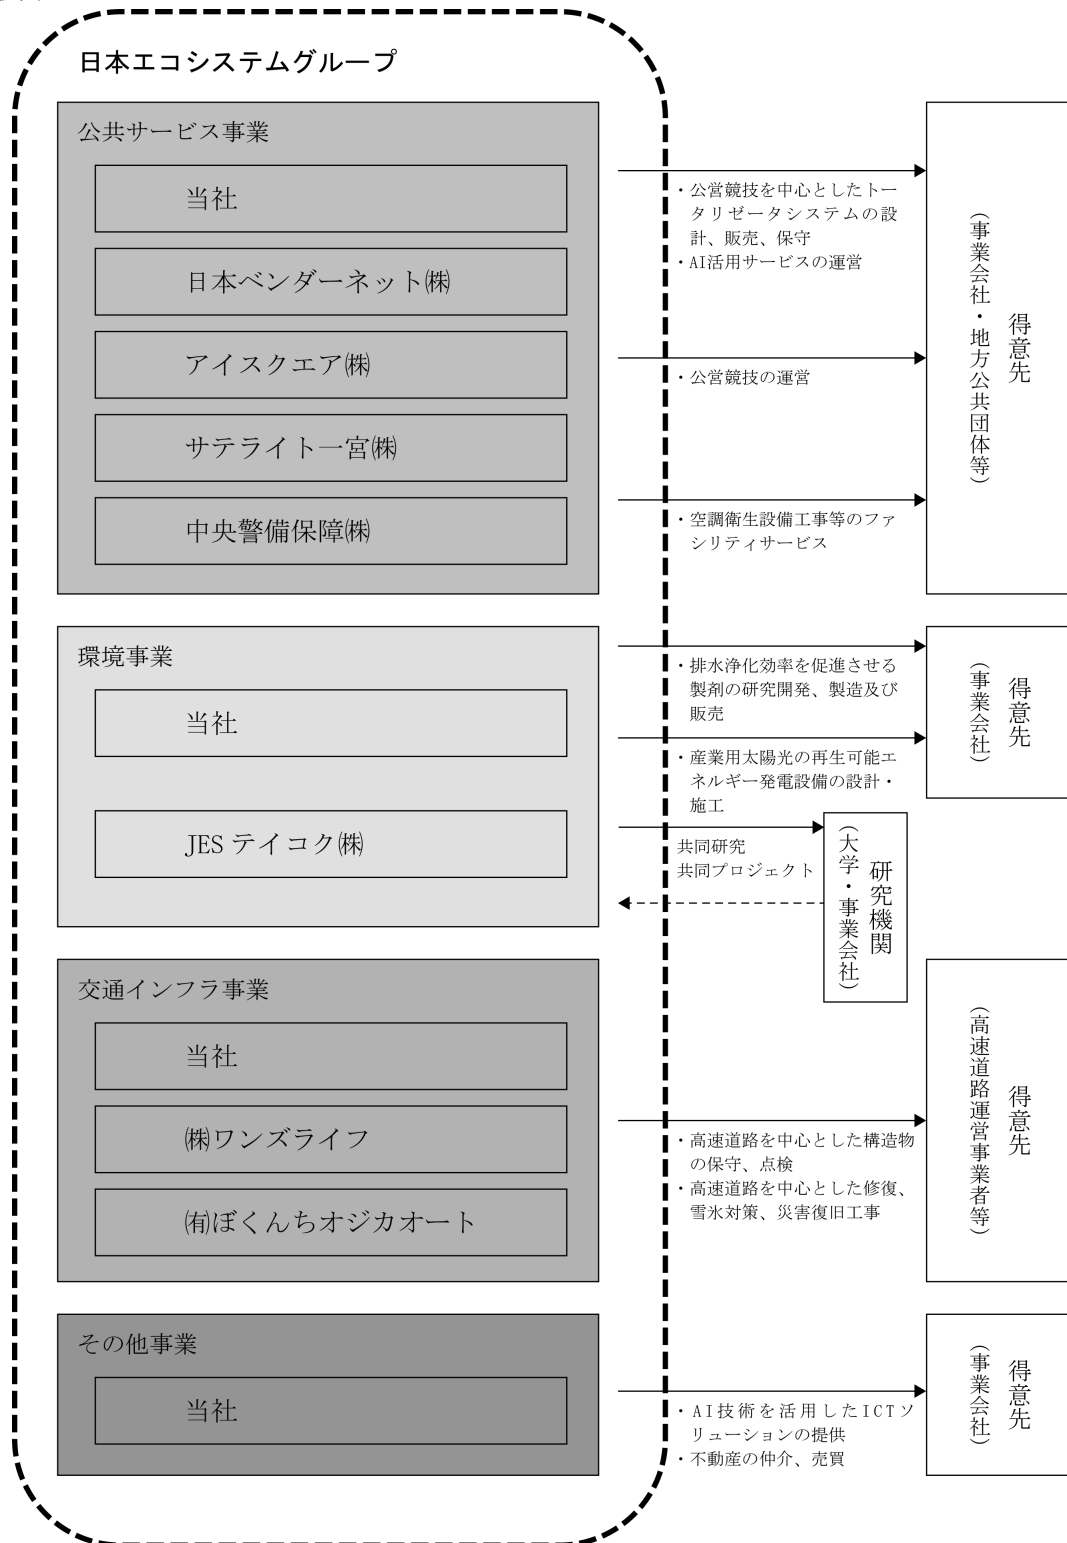 日本エコシステムグループ
公共サービス事業
当社
日本ベンダーネット㈱
アイスクエア㈱
サテライト一宮㈱
中央警備保障㈱
・公営競技を中心としたトー
タリゼータシステムの設
計、販売、保守
・AI活用サービスの運営
・公営競技の運営
・空調衛生設備工事等のファ
シリティサービス
得意先
（事業会社・地方公共団体等）
環境事業
当社
JES テイコク㈱
・排水浄化効率を促進させる
製剤の研究開発、製造及び
販売
・産業用太陽光の再生可能エ
ネルギー発電設備の設計・
施工
得意先
（事業会社）
共同研究
共同プロジェクト
研究機関
（大学・事業会社）
交通インフラ事業
当社
㈱ワンズライフ
㈲ぼくんちオジカオート
・高速道路を中心とした構造物
の保守、点検
・高速道路を中心とした修復、
雪氷対策、災害復旧工事
得意先
（高速道路運営事業者等）
その他事業
当社
・AI技術を活用したICTソ
リューションの提供
・不動産の仲介、売買
得意先
（事業会社）